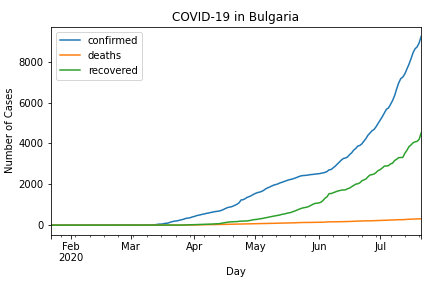 COVID-19 in Bulgaria
confirmed
deaths
recovered
8000
6000
4000
2000
0
Number of Cases
Feb
2020
Mar
Apr
May
Jun
Jul
Day